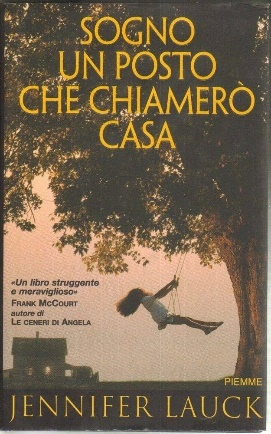 SOGNO
UN POSTO
CHE CHIAMERÒ
CASA
«Un libro struggente
e meraviglioso»
FRANK MCCOURT
autore di
LE CENERI DI ANGELA
PIEMME
JENNIFER LAUCK